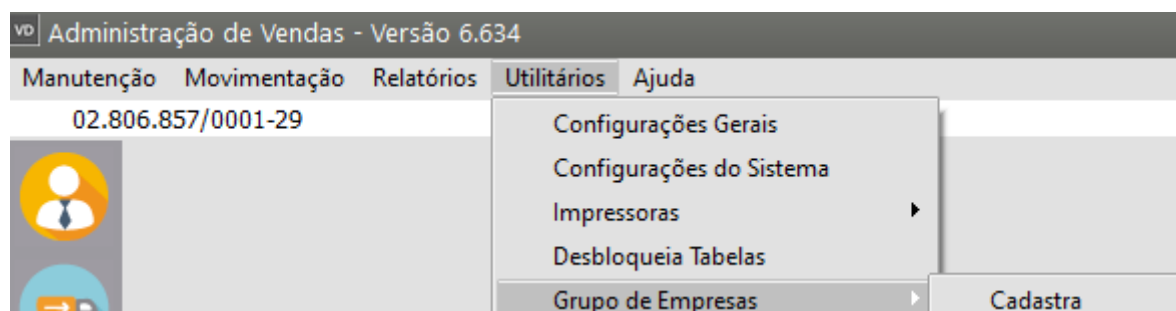 VD Administração de Vendas - Versão 6.634
Manutenção Movimentação Relatórios Utilitários Ajuda
02.806.857/0001-29
Configurações Gerais
Configurações do Sistema
Impressoras
Desbloqueia Tabelas
Grupo de Empresas Cadastra